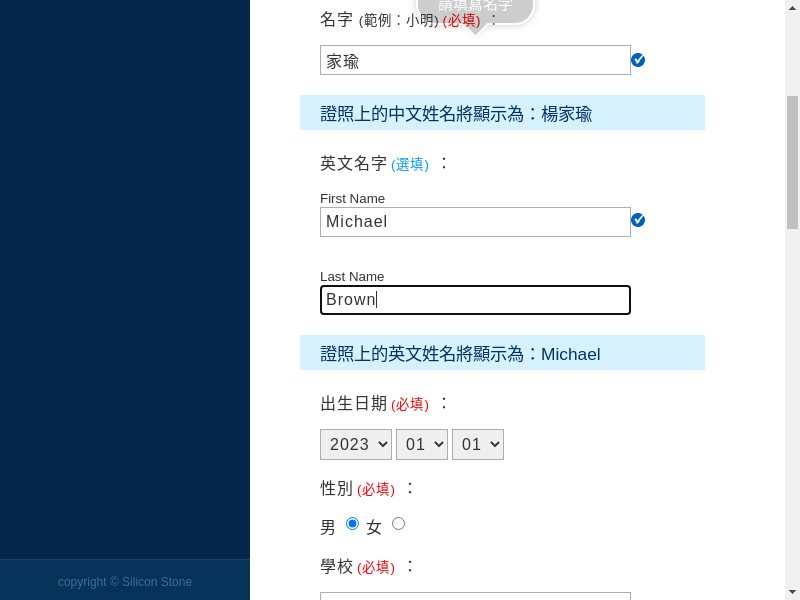 請填寫名字
名字 (範例：小明) (必填) ：
家瑜
證照上的中文姓名將顯示為：楊家瑜
英文名字 (選填) ：
First Name
Michael
Last Name
Brown
證照上的英文姓名將顯示為：Michael
出生日期 (必填) ：
2023 01 01
性別 (必填) ：
男 女
學校 (必填) ：
copyright © Silicon Stone